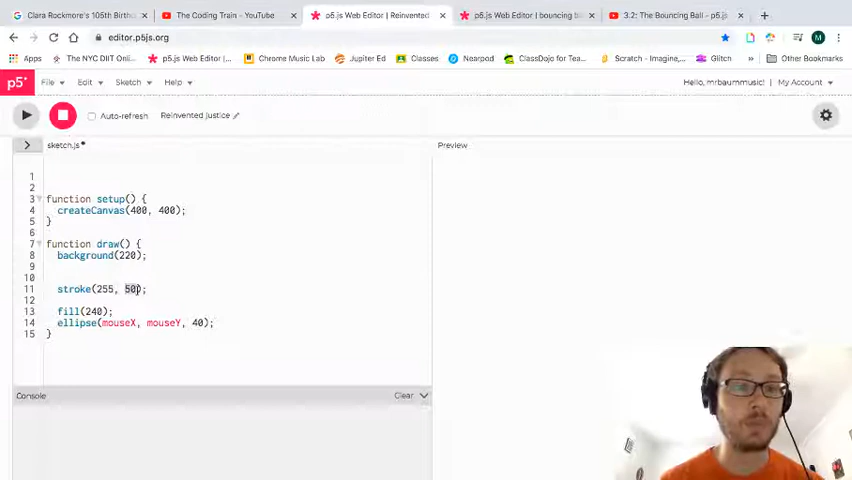 Clara Rockmore's 105th Birth
The Coding Train - YouTube
p5.js Web Editor | Reinvented
p5.js Web Editor | bouncing b
3.2: The Bouncing Ball - p5.js
editor.p5js.org
M
Apps
The NYC DIIT Onl...
p5.js Web Editor |...
Chrome Music Lab
Jupiter Ed
Classes
Nearpod
ClassDojo for Tea...
Scratch - Imagine...
Glitch
»
Other Bookmarks
p5*
File
Edit
Sketch
Help
Hello, mrbaummusic!
My Account
Auto-refresh
Reinvented justice
> sketch.js
Preview
1
2
3 function setup() {
4 createCanvas(400, 400);
5 }
6
7 function draw() {
8 background(220);
9
10
11 stroke(255, 50);
12
13 fill(240);
14 ellipse(mouseX, mouseY, 40);
15 }
Console
Clear